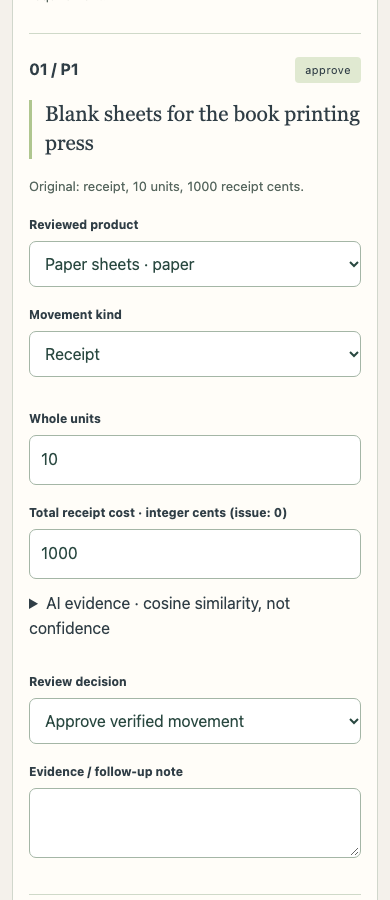 01 / P1
approve
Blank sheets for the book printing
press
Original: receipt, 10 units, 1000 receipt cents.
Reviewed product
Paper sheets · paper
Movement kind
Receipt
Whole units
10
Total receipt cost · integer cents (issue: 0)
1000
AI evidence · cosine similarity, not
confidence
Review decision
Approve verified movement
Evidence / follow-up note